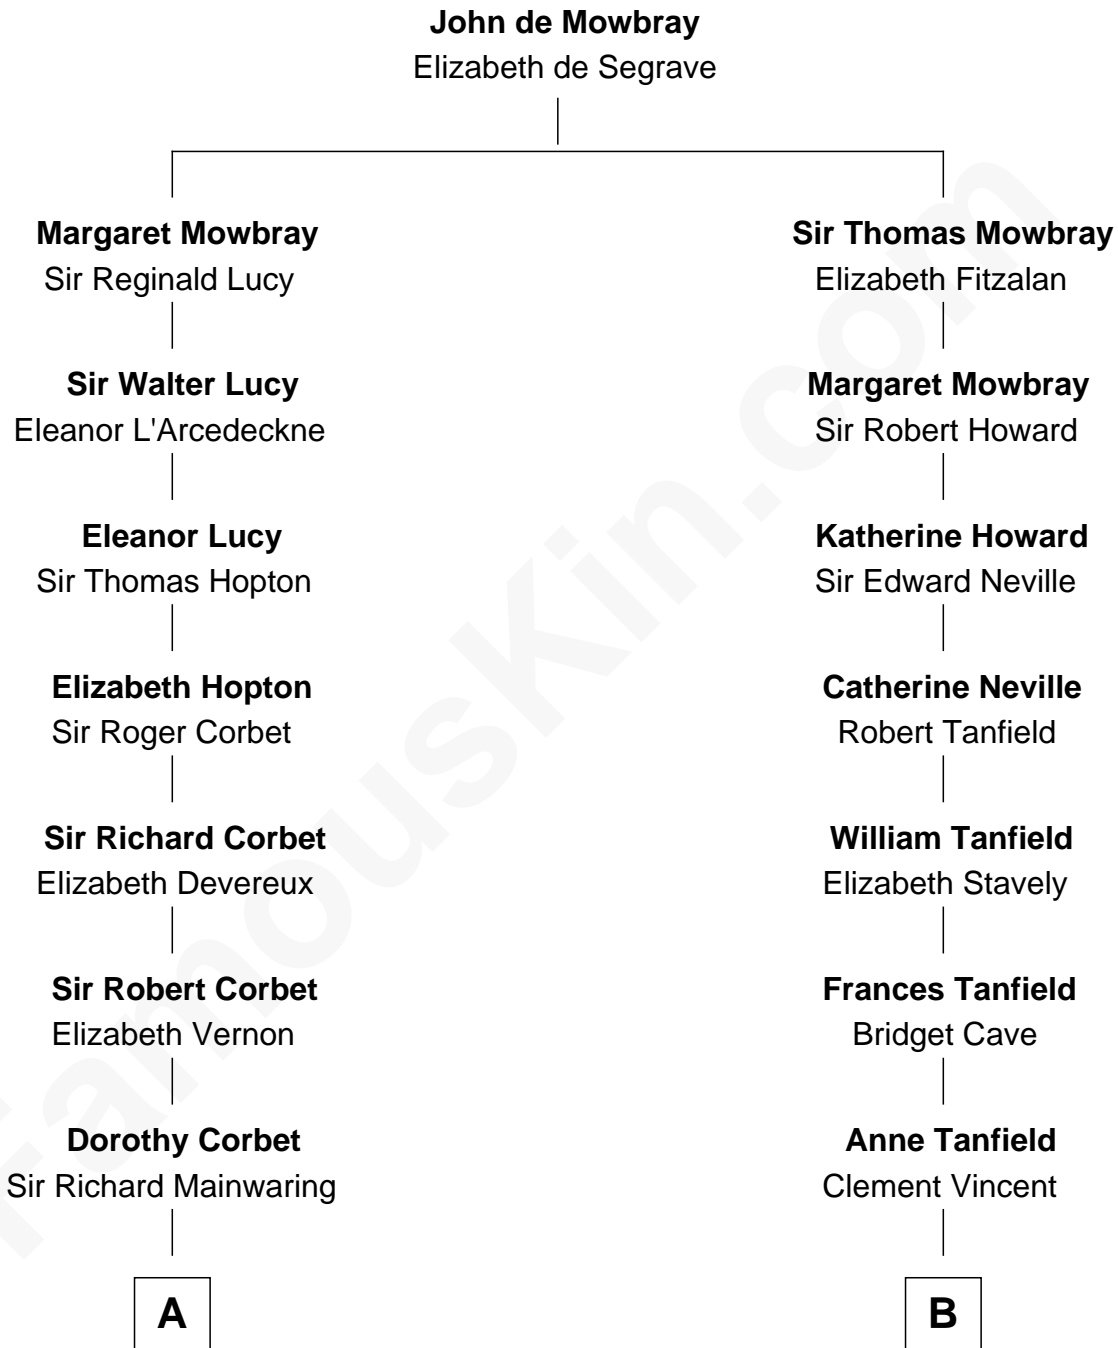 John de Mowbray
Elizabeth de Segrave
Margaret Mowbray
Sir Reginald Lucy
Sir Thomas Mowbray
Elizabeth Fitzalan
Sir Walter Lucy
Eleanor L'Arcedeckne
Margaret Mowbray
Sir Robert Howard
Eleanor Lucy
Sir Thomas Hopton
Katherine Howard
Sir Edward Neville
Elizabeth Hopton
Sir Roger Corbet
Catherine Neville
Robert Tanfield
Sir Richard Corbet
Elizabeth Devereux
William Tanfield
Elizabeth Stavely
Sir Robert Corbet
Elizabeth Vernon
Frances Tanfield
Bridget Cave
Dorothy Corbet
Sir Richard Mainwaring
Anne Tanfield
Clement Vincent
A
B
FamousKin.com